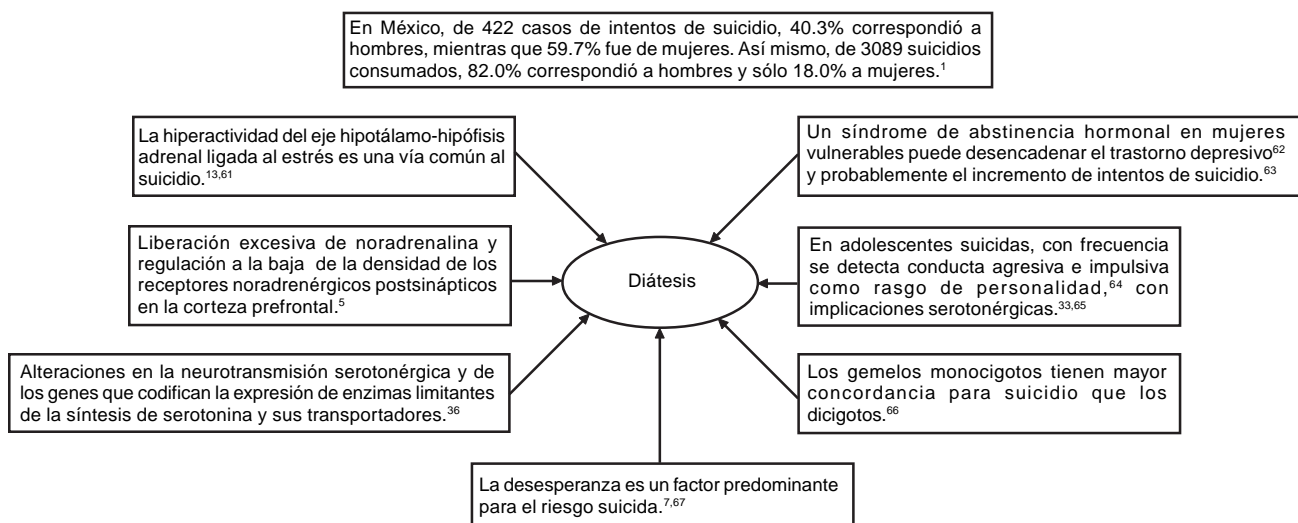 En México, de 422 casos de intentos de suicidio, 40.3% correspondió a
hombres, mientras que 59.7% fue de mujeres. Así mismo, de 3089 suicidios
consumados, 82.0% correspondió a hombres y sólo 18.0% a mujeres.¹
La hiperactividad del eje hipotálamo-hipófisis
adrenal ligada al estrés es una vía común al
suicidio.¹³,⁶¹
Un síndrome de abstinencia hormonal en mujeres
vulnerables puede desencadenar el trastorno depresivo⁶²
y probablemente el incremento de intentos de suicidio.⁶³
Liberación excesiva de noradrenalina y
regulación a la baja de la densidad de los
receptores noradrenérgicos postsinápticos
en la corteza prefrontal.⁵
Diátesis
En adolescentes suicidas, con frecuencia
se detecta conducta agresiva e impulsiva
como rasgo de personalidad,⁶⁴ con
implicaciones serotonérgicas.³³,⁶⁵
Alteraciones en la neurotransmisión serotonérgica y de
los genes que codifican la expresión de enzimas limitantes
de la síntesis de serotonina y sus transportadores.³⁶
Los gemelos monocigotos tienen mayor
concordancia para suicidio que los
dicigotos.⁶⁶
La desesperanza es un factor predominante
para el riesgo suicida.⁷,⁶⁷